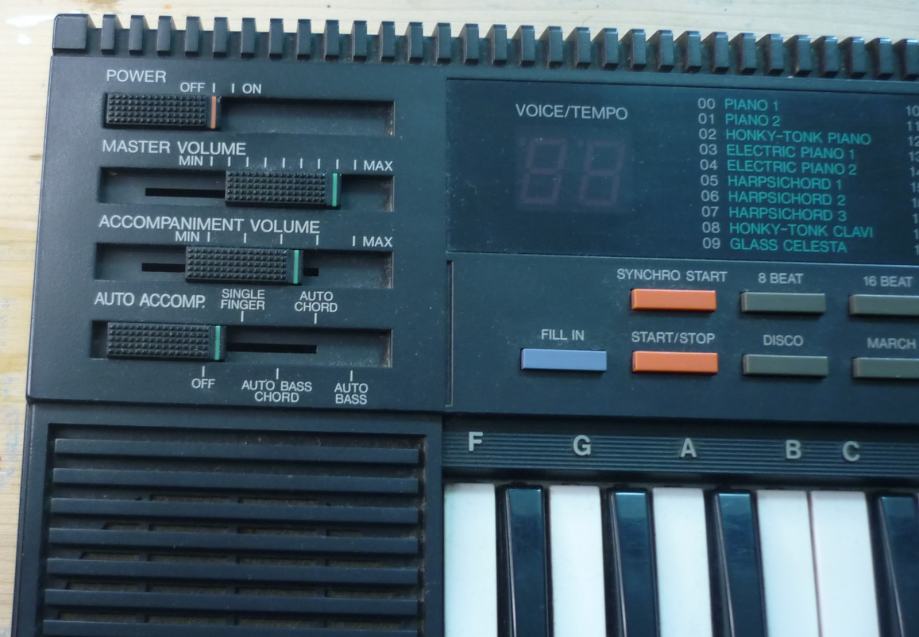 POWER
OFF ON
MASTER VOLUME
MIN MAX
ACCOMPANIMENT VOLUME
MIN MAX
AUTO ACCOMP. SINGLE FINGER AUTO CHORD
OFF AUTO BASS CHORD AUTO BASS
VOICE/TEMPO
00 PIANO 1
01 PIANO 2
02 HONKY-TONK PIANO
03 ELECTRIC PIANO 1
04 ELECTRIC PIANO 2
05 HARPSICHORD 1
06 HARPSICHORD 2
07 HARPSICHORD 3
08 HONKY-TONK CLAVI
09 GLASS CELESTA
SYNCHRO START 8 BEAT 16 BEAT
FILL IN START/STOP DISCO MARCH
F G A B C